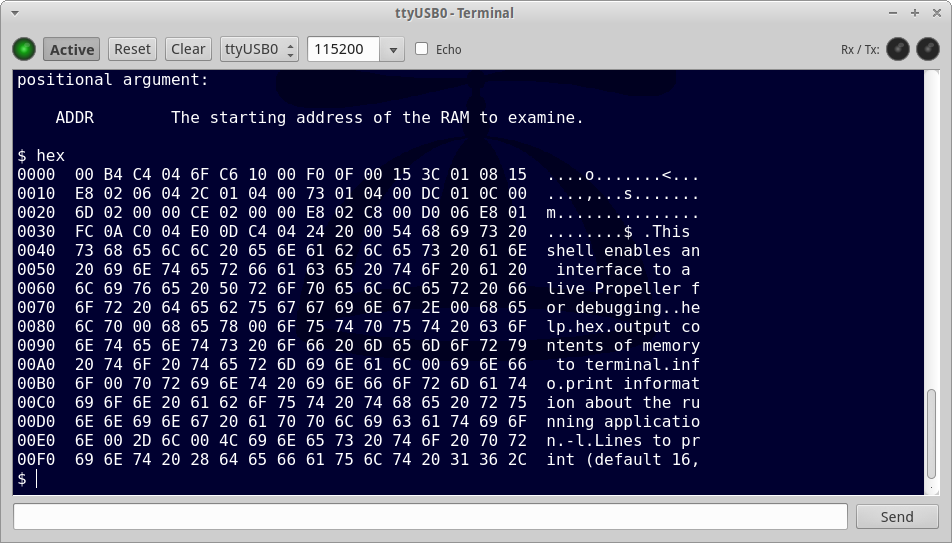 ttyUSB0 - Terminal
Active Reset Clear ttyUSB0 115200 Echo Rx / Tx:
positional argument:
ADDR The starting address of the RAM to examine.
$ hex
0000 00 B4 C4 04 6F C6 10 00 F0 0F 00 15 3C 01 08 15 ....o.......<...
0010 E8 02 06 04 2C 01 04 00 73 01 04 00 DC 01 0C 00 ....,...s.......
0020 6D 02 00 00 CE 02 00 00 E8 02 C8 00 D0 06 E8 01 m...............
0030 FC 0A C0 04 E0 0D C4 04 24 20 00 54 68 69 73 20 ........$ .This
0040 73 68 65 6C 6C 20 65 6E 61 62 6C 65 73 20 61 6E shell enables an
0050 20 69 6E 74 65 72 66 61 63 65 20 74 6F 20 61 20 interface to a
0060 6C 69 76 65 20 50 72 6F 70 65 6C 6C 65 72 20 66 live Propeller f
0070 6F 72 20 64 65 62 75 67 67 69 6E 67 2E 00 68 65 or debugging..he
0080 6C 70 00 68 65 78 00 6F 75 74 70 75 74 20 63 6F lp.hex.output co
0090 6E 74 65 6E 74 73 20 6F 66 20 6D 65 6D 6F 72 79 ntents of memory
00A0 20 74 6F 20 74 65 72 6D 69 6E 61 6C 00 69 6E 66 to terminal.inf
00B0 6F 00 70 72 69 6E 74 20 69 6E 66 6F 72 6D 61 74 o.print informat
00C0 69 6F 6E 20 61 62 6F 75 74 20 74 68 65 20 72 75 ion about the ru
00D0 6E 6E 69 6E 67 20 61 70 70 6C 69 63 61 74 69 6F nning applicatio
00E0 6E 00 2D 6C 00 4C 69 6E 65 73 20 74 6F 20 70 72 n.-l.Lines to pr
00F0 69 6E 74 20 28 64 65 66 61 75 6C 74 20 31 36 2C int (default 16,
$
Send